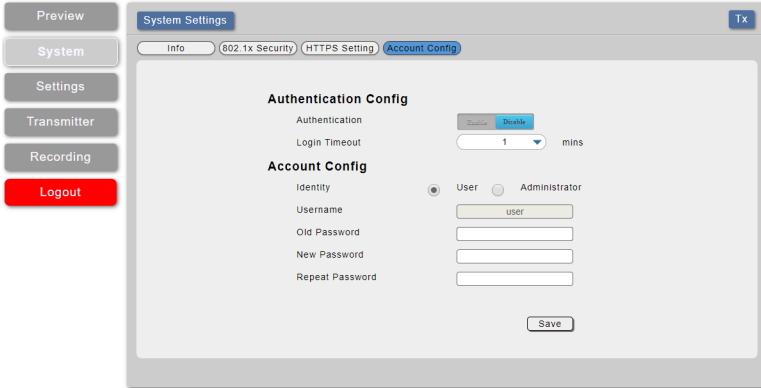 Preview
System
Settings
Transmitter
Recording
Logout
System Settings
Tx
Info
802.1x Security
HTTPS Setting
Account Config
Authentication Config
Authentication
Enable
Disable
Login Timeout
1
mins
Account Config
Identity
User
Administrator
Username
user
Old Password
New Password
Repeat Password
Save